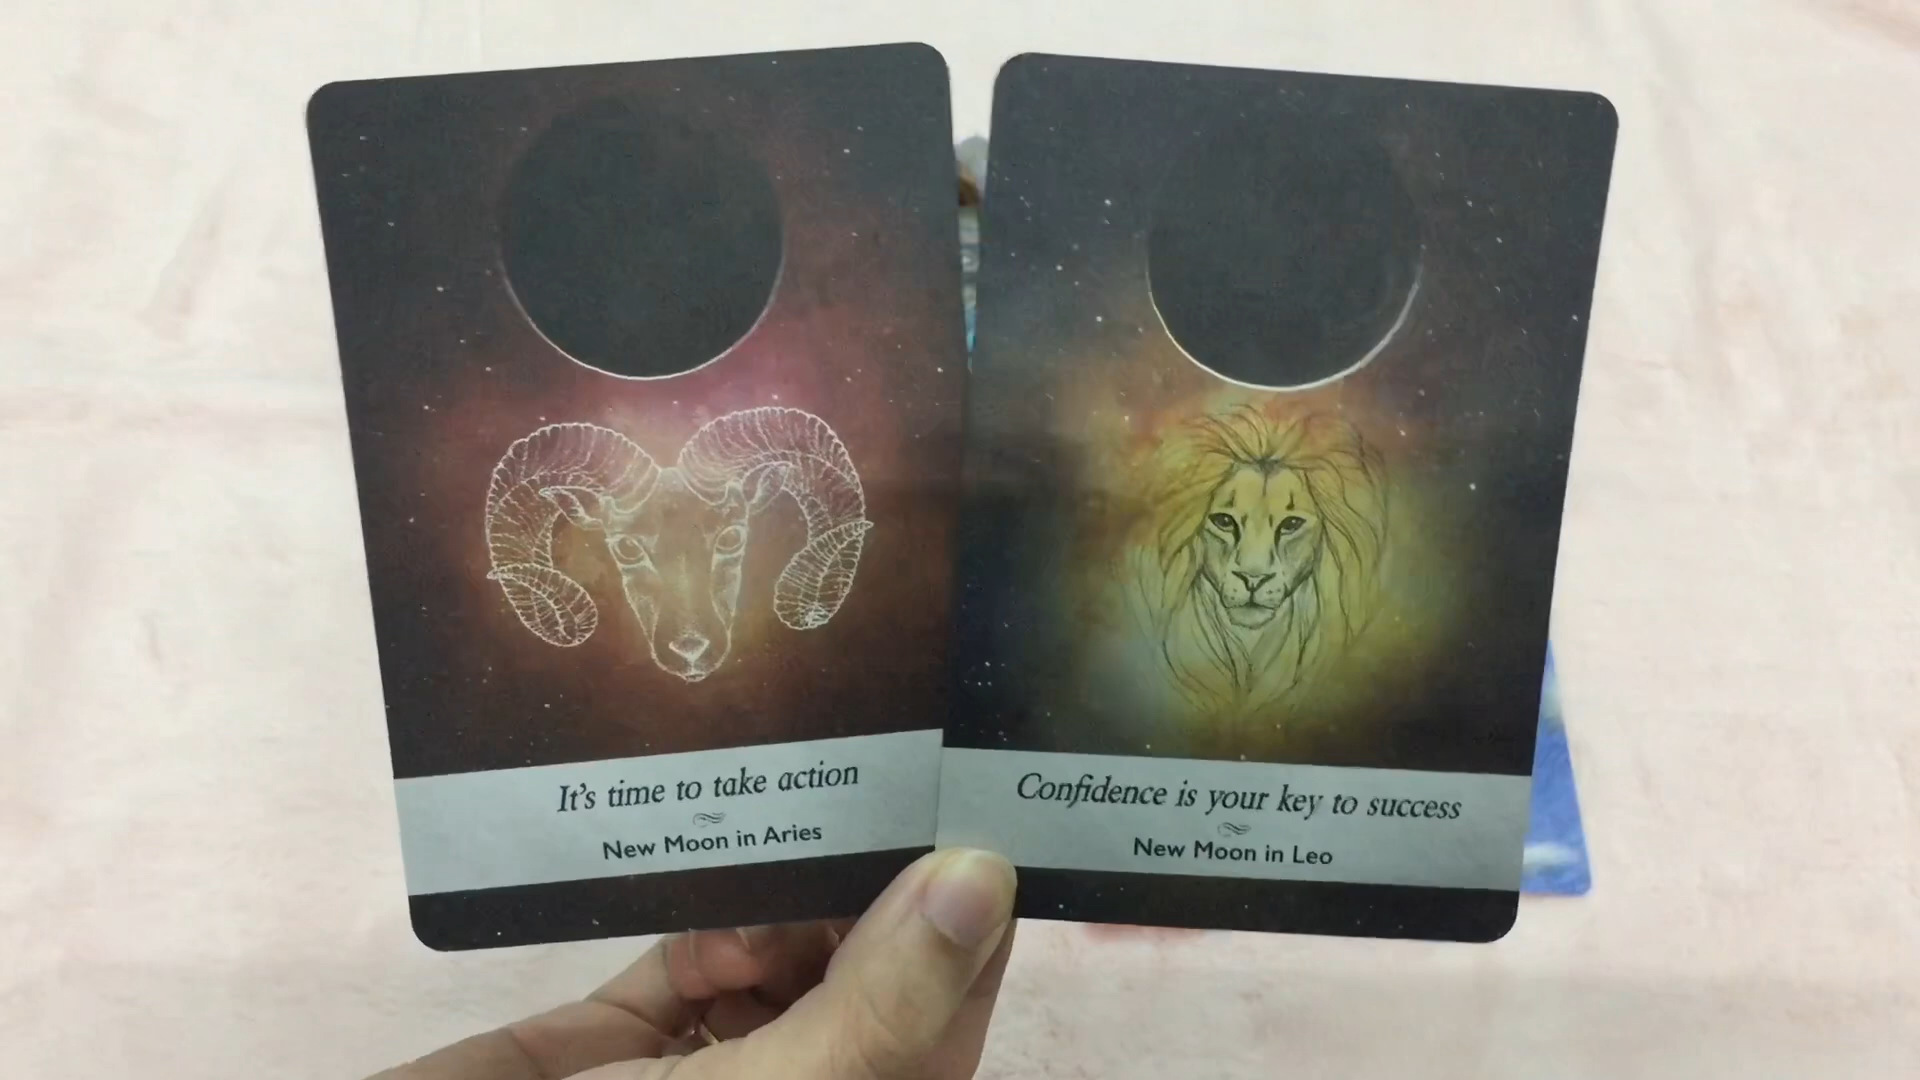 It's time to take action
New Moon in Aries
Confidence is your key to success
New Moon in Leo